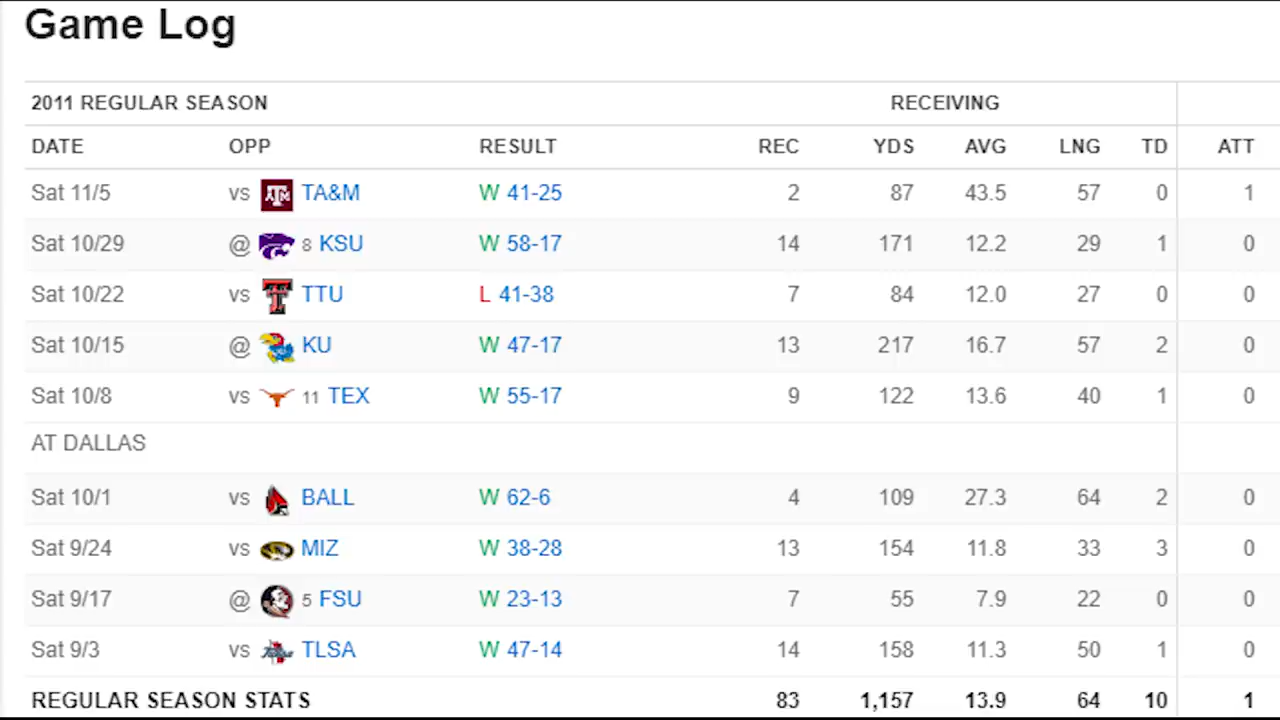 Game Log
2011 REGULAR SEASON RECEIVING
DATE OPP RESULT REC YDS AVG LNG TD ATT
Sat 11/5 vs TA&M W 41-25 2 87 43.5 57 0 1
Sat 10/29 @ 8 KSU W 58-17 14 171 12.2 29 1 0
Sat 10/22 vs TTU L 41-38 7 84 12.0 27 0 0
Sat 10/15 @ KU W 47-17 13 217 16.7 57 2 0
Sat 10/8 vs 11 TEX W 55-17 9 122 13.6 40 1 0
AT DALLAS
Sat 10/1 vs BALL W 62-6 4 109 27.3 64 2 0
Sat 9/24 vs MIZ W 38-28 13 154 11.8 33 3 0
Sat 9/17 @ 5 FSU W 23-13 7 55 7.9 22 0 0
Sat 9/3 vs TLSA W 47-14 14 158 11.3 50 1 0
REGULAR SEASON STATS 83 1,157 13.9 64 10 1